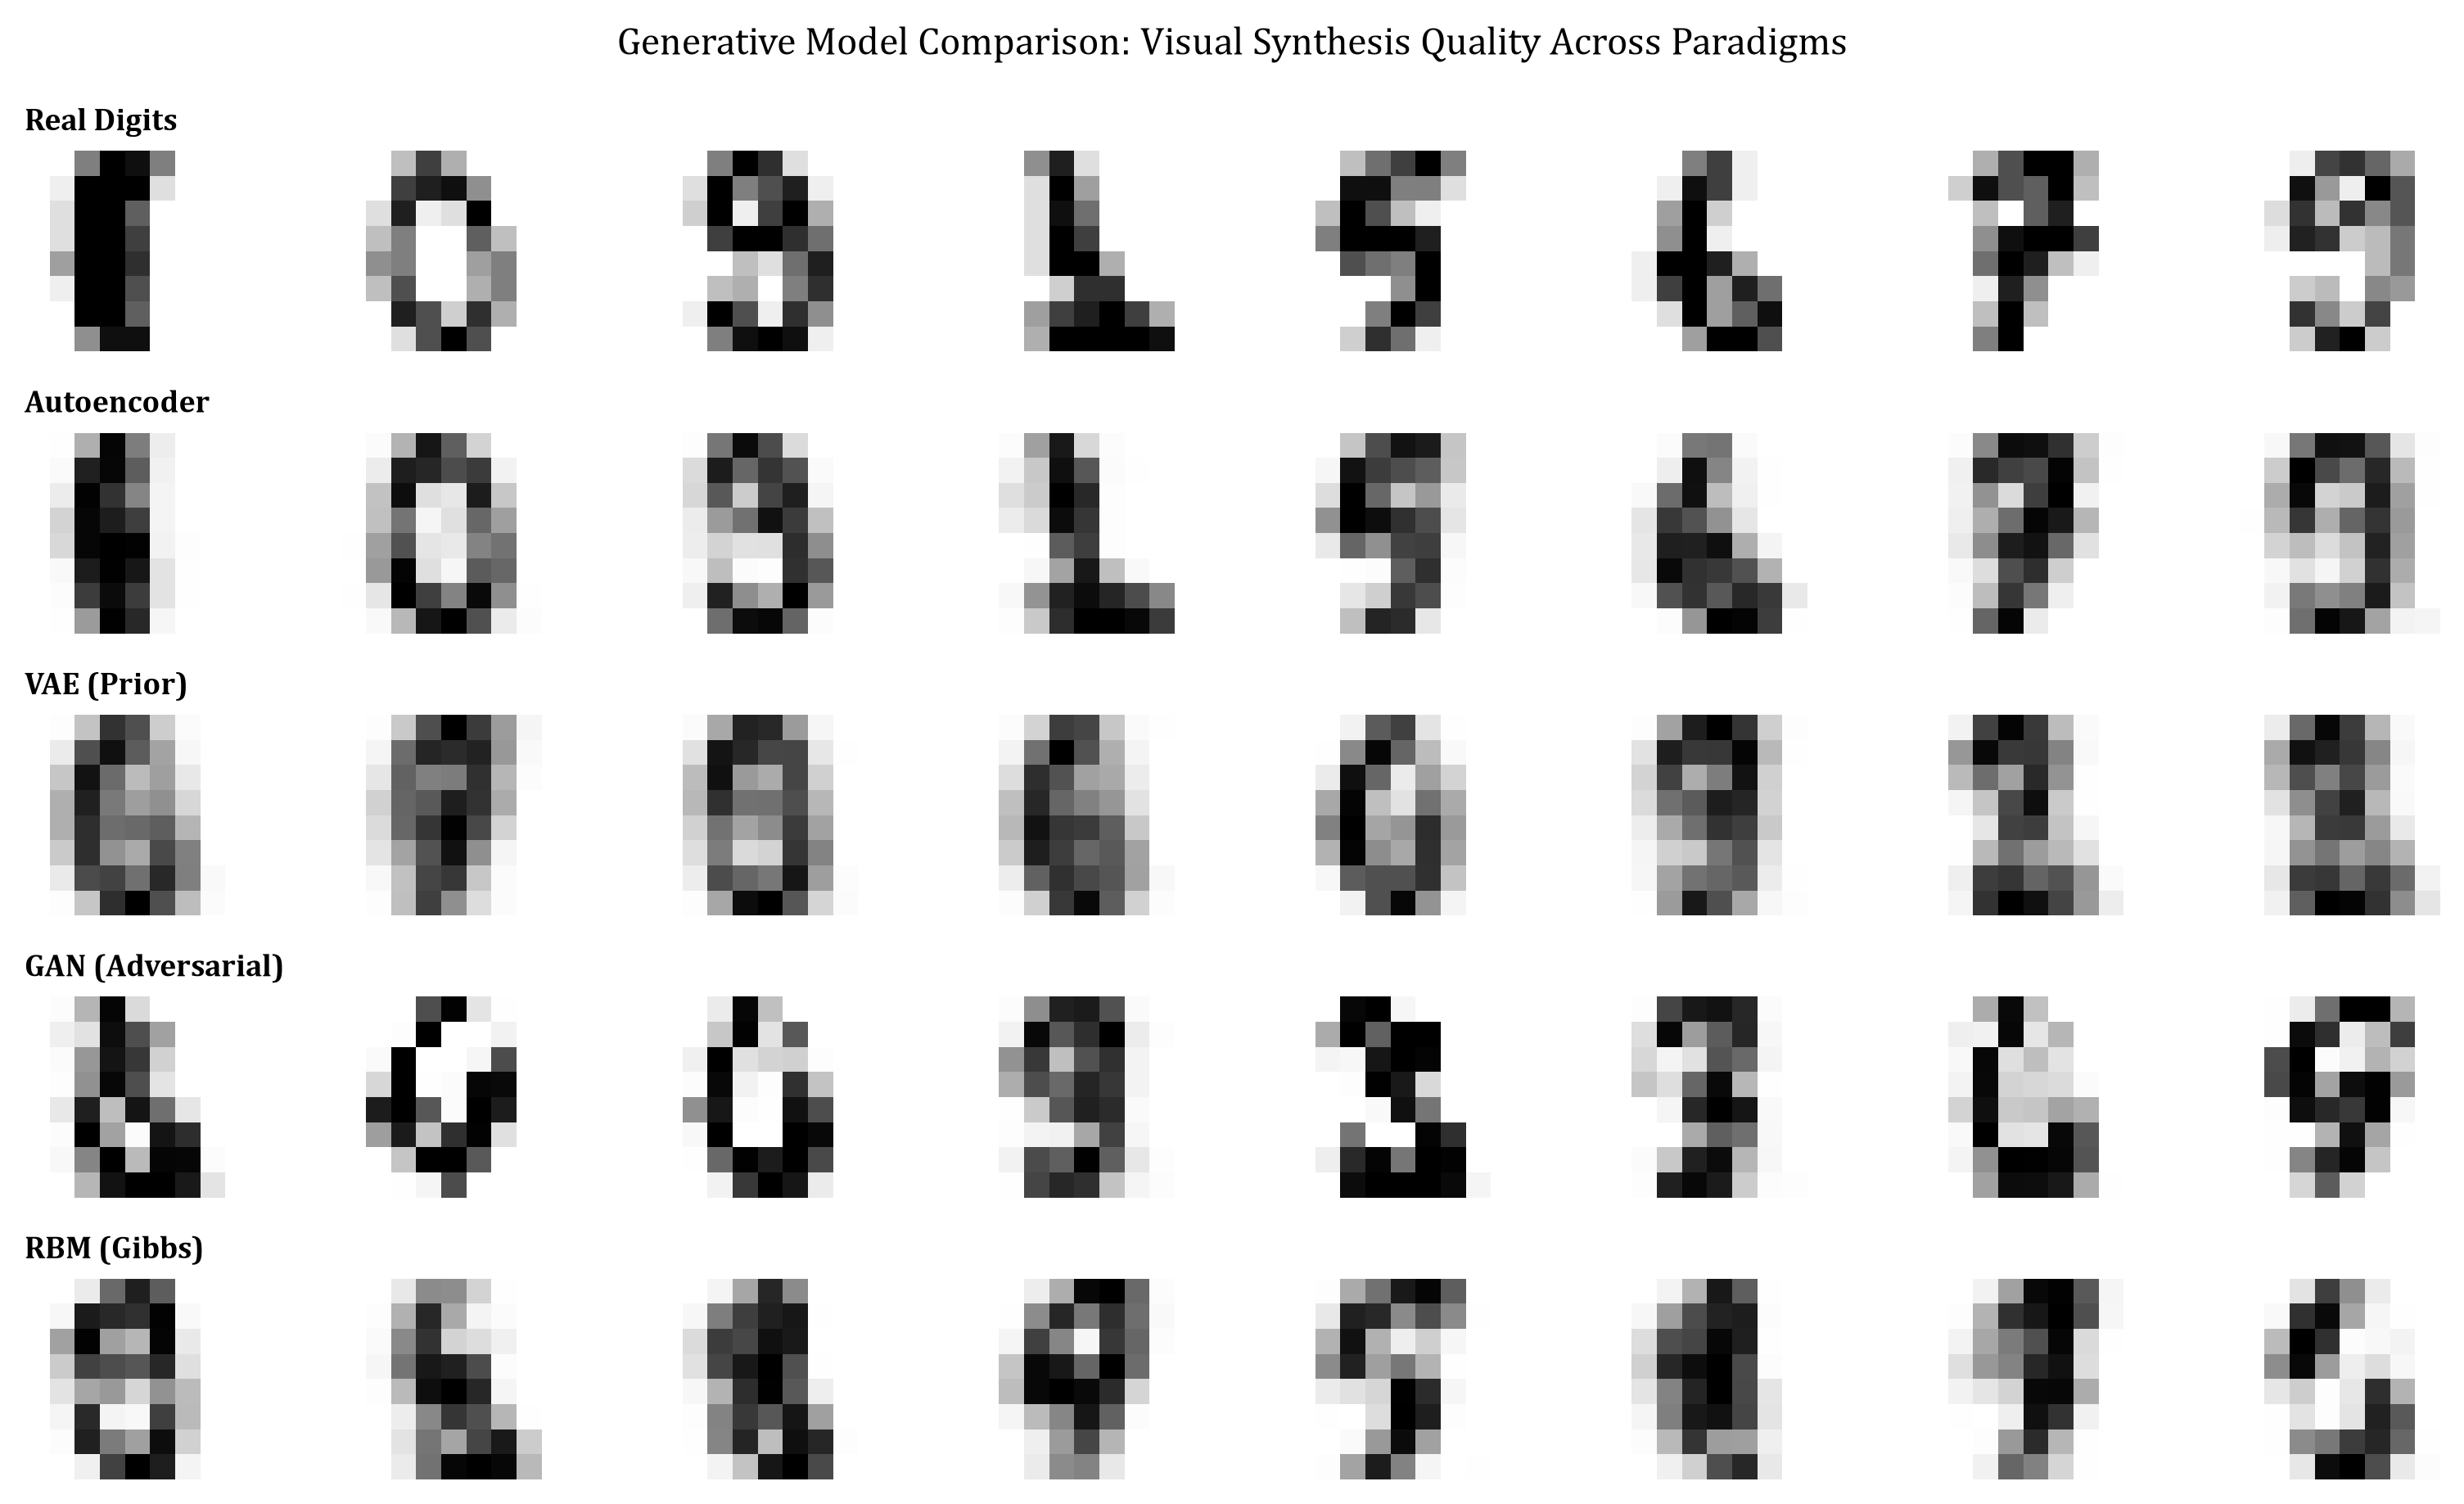 Generative Model Comparison: Visual Synthesis Quality Across Paradigms
Real Digits
Autoencoder
VAE (Prior)
GAN (Adversarial)
RBM (Gibbs)